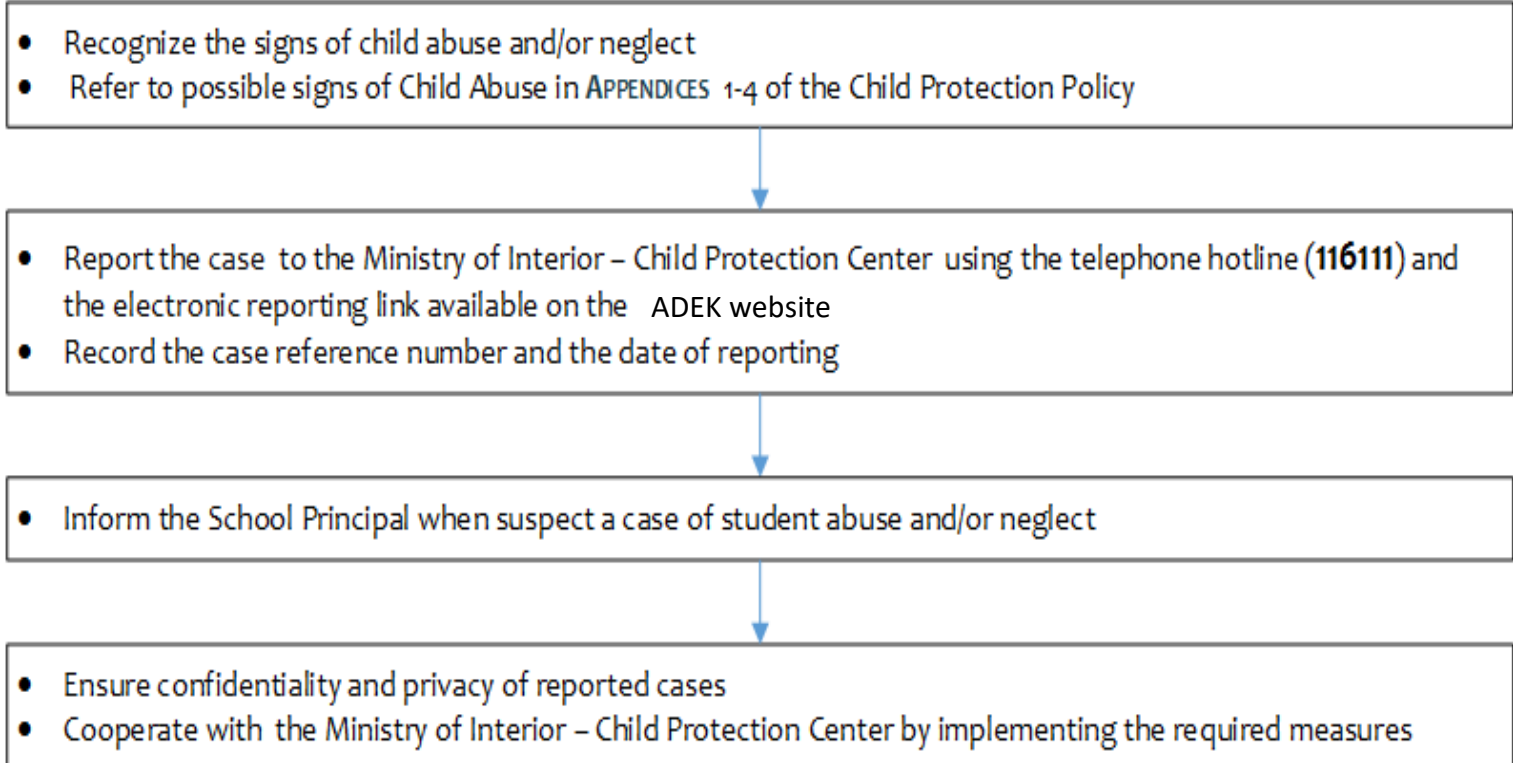 • Recognize the signs of child abuse and/or neglect
• Refer to possible signs of Child Abuse in APPENDICES 1-4 of the Child Protection Policy
• Report the case to the Ministry of Interior – Child Protection Center using the telephone hotline (116111) and
the electronic reporting link available on the ADEK website
• Record the case reference number and the date of reporting
• Inform the School Principal when suspect a case of student abuse and/or neglect
• Ensure confidentiality and privacy of reported cases
• Cooperate with the Ministry of Interior – Child Protection Center by implementing the required measures